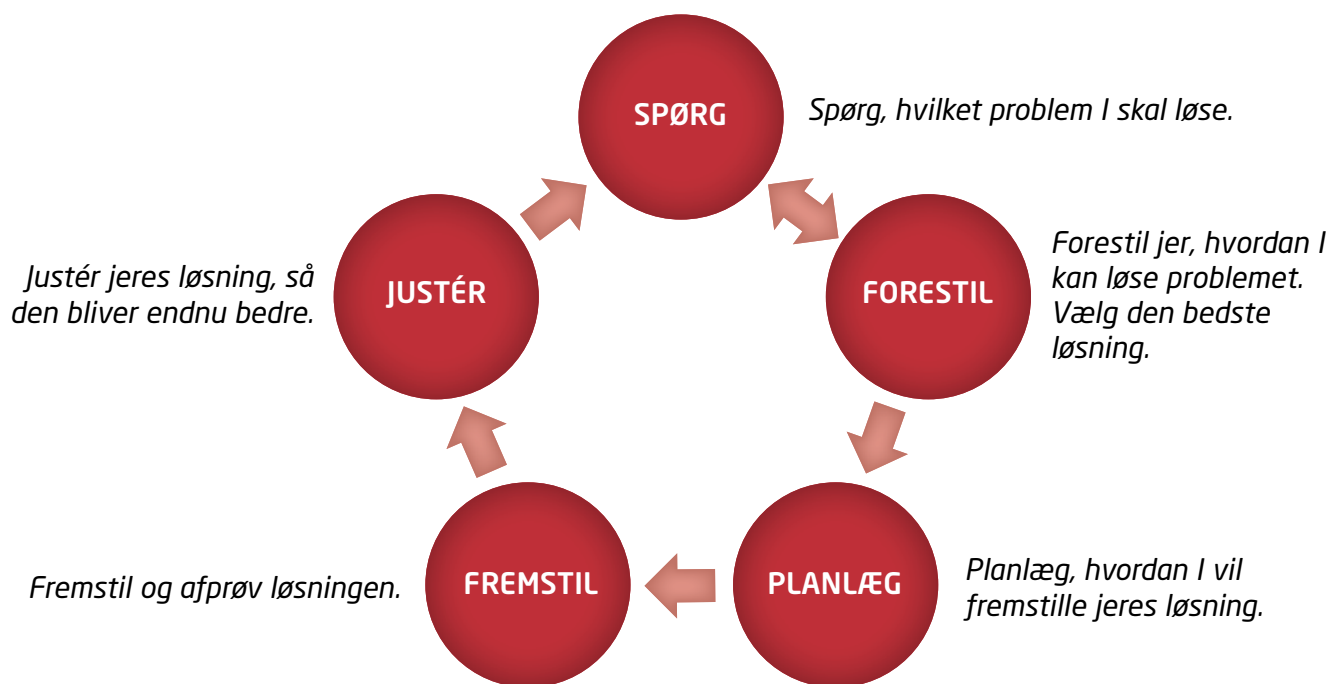 SPØRG
Spørg, hvilket problem I skal løse.
FORESTIL
Forestil jer, hvordan I
kan løse problemet.
Vælg den bedste
løsning.
PLANLÆG
Planlæg, hvordan I vil
fremstille jeres løsning.
FREMSTIL
Fremstil og afprøv løsningen.
JUSTÉR
Justér jeres løsning, så
den bliver endnu bedre.